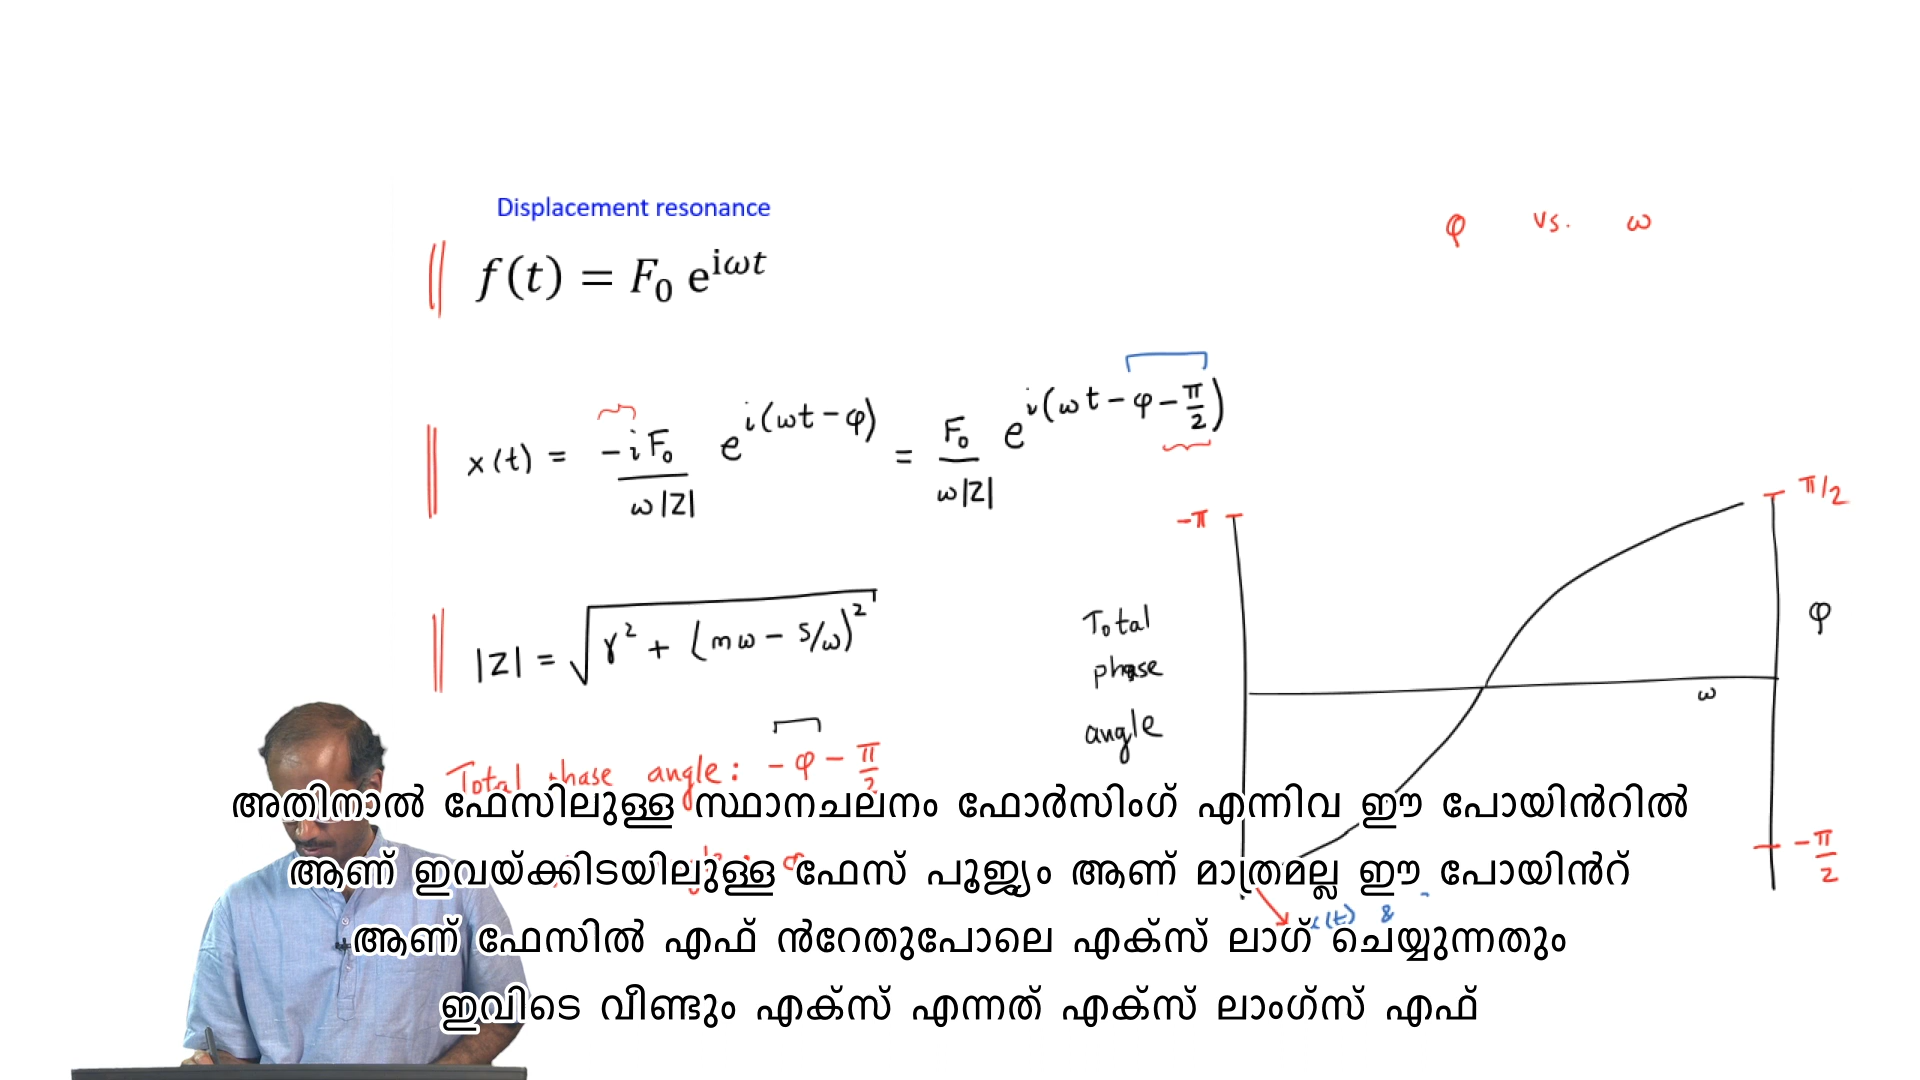 Displacement resonance
φ vs. ω
f(t) = F₀ e^{iωt}
x(t) = -iF₀ / ω|Z| e^{i(ωt-φ)} = F₀ / ω|Z| e^{i(ωt-φ-π/2)}
-π
π/2
|Z| = √(r² + (mω - s/ω)²)
Total phase angle
φ
ω
Total phase angle: -φ - π/2
-π/2
x(t) &
അതിനാൽ ഫേസിലുള്ള സ്ഥാനചലനം ഫോർസിംഗ് എന്നിവ ഈ പോയിൻറിൽ
ആണ് ഇവയ്ക്കിടയിലുള്ള ഫേസ് പൂജ്യം ആണ് മാത്രമല്ല ഈ പോയിൻറ്
ആണ് ഫേസിൽ എഫ് ൻറേതുപോലെ എക്സ് ലാഗ് ചെയ്യുന്നതും
ഇവിടെ വീണ്ടും എക്സ് എന്നത് എക്സ് ലാംഗ്സ് എഫ്